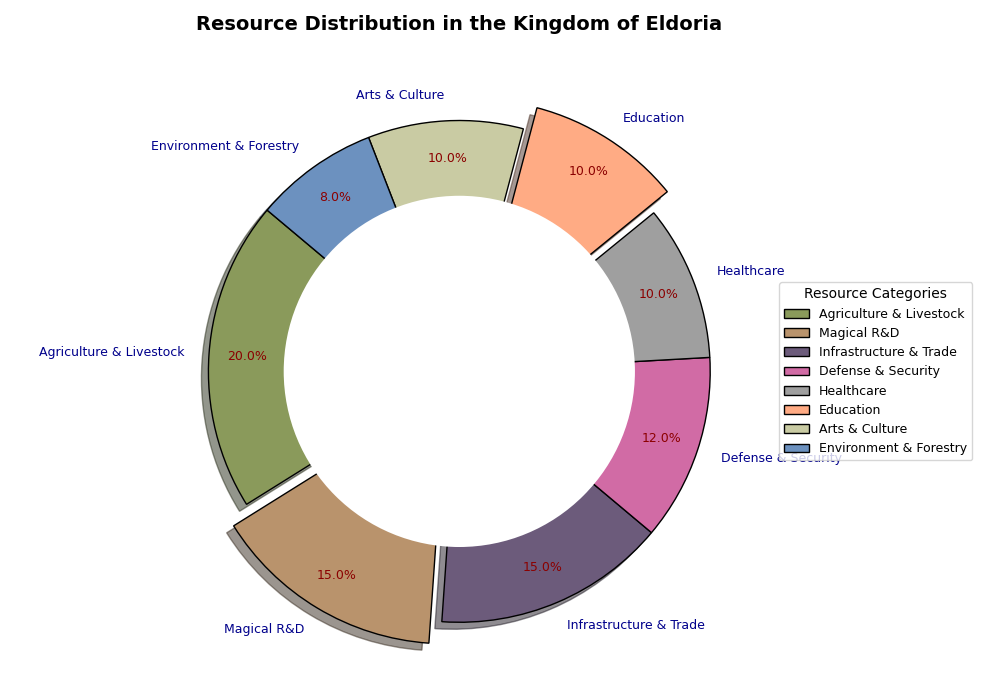 Resource Distribution in the Kingdom of Eldoria
Arts & Culture
Education
Environment & Forestry
10.0%
10.0%
8.0%
Healthcare
10.0%
Agriculture & Livestock
20.0%
Defense & Security
12.0%
15.0%
15.0%
Magical R&D
Infrastructure & Trade
Resource Categories
Agriculture & Livestock
Magical R&D
Infrastructure & Trade
Defense & Security
Healthcare
Education
Arts & Culture
Environment & Forestry